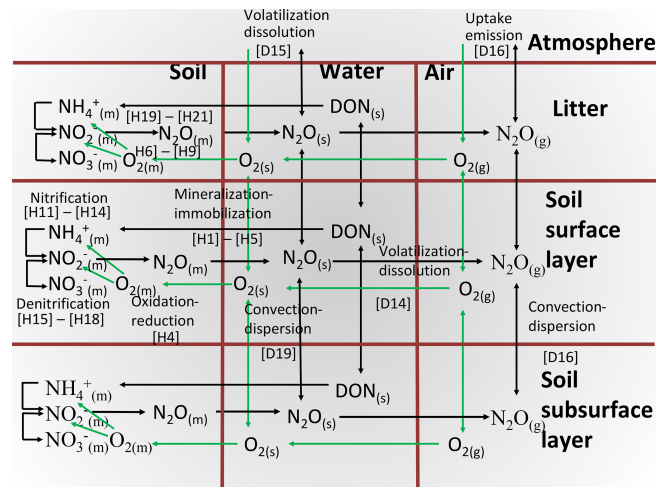 Volatilization
dissolution
[D15]
Uptake
emission
[D16]
Atmosphere
Soil
Water
Air
Litter
NH4+(m)
[H19] – [H21]
DON(s)
NO2-(m)
N2O(m)
N2O(s)
N2O(g)
H6] – [H9]
NO3-(m)
O2(m)
O2(s)
O2(g)
Nitrification
[H11] – [H14]
Mineralization-
immobilization
[H1] – [H5]
Soil
surface
layer
NH4+(m)
DON(s)
NO2-(m)
N2O(m)
N2O(s)
Volatilization-
dissolution
[D14]
N2O(g)
NO3-(m)
O2(m)
O2(s)
O2(g)
Denitrification
[H15] – [H18]
Oxidation-
reduction
[H4]
Convection-
dispersion
[D19]
Convection-
dispersion
[D16]
Soil
subsurface
layer
NH4+(m)
DON(s)
NO2-(m)
N2O(m)
N2O(s)
N2O(g)
NO3-(m)
O2(m)
O2(s)
O2(g)